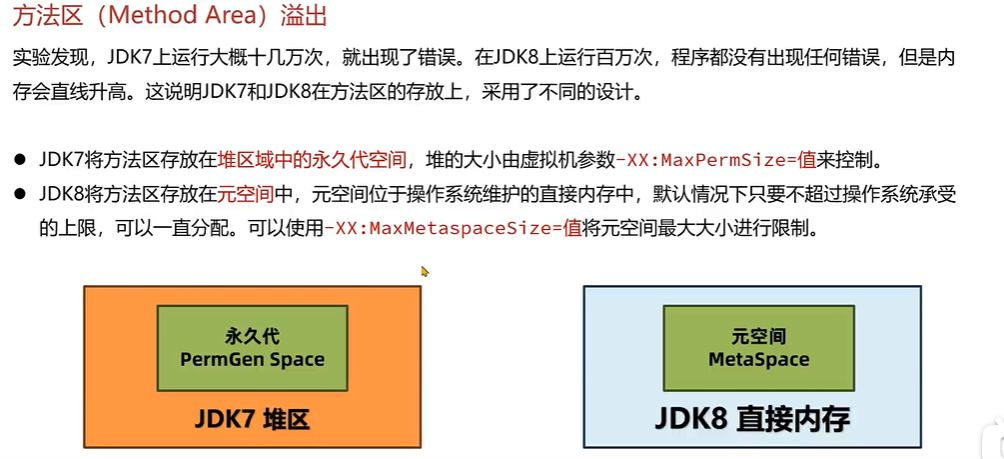 方法区（Method Area）溢出
实验发现，JDK7上运行大概十几万次，就出现了错误。在JDK8上运行百万次，程序都没有出现任何错误，但是内
存会直线升高。这说明JDK7和JDK8在方法区的存放上，采用了不同的设计。
● JDK7将方法区存放在堆区域中的永久代空间，堆的大小由虚拟机参数-XX:MaxPermSize=值来控制。
● JDK8将方法区存放在元空间中，元空间位于操作系统维护的直接内存中，默认情况下只要不超过操作系统承受
的上限，可以一直分配。可以使用-XX:MaxMetaspaceSize=值将元空间最大大小进行限制。
永久代
PermGen Space
JDK7 堆区
元空间
MetaSpace
JDK8 直接内存